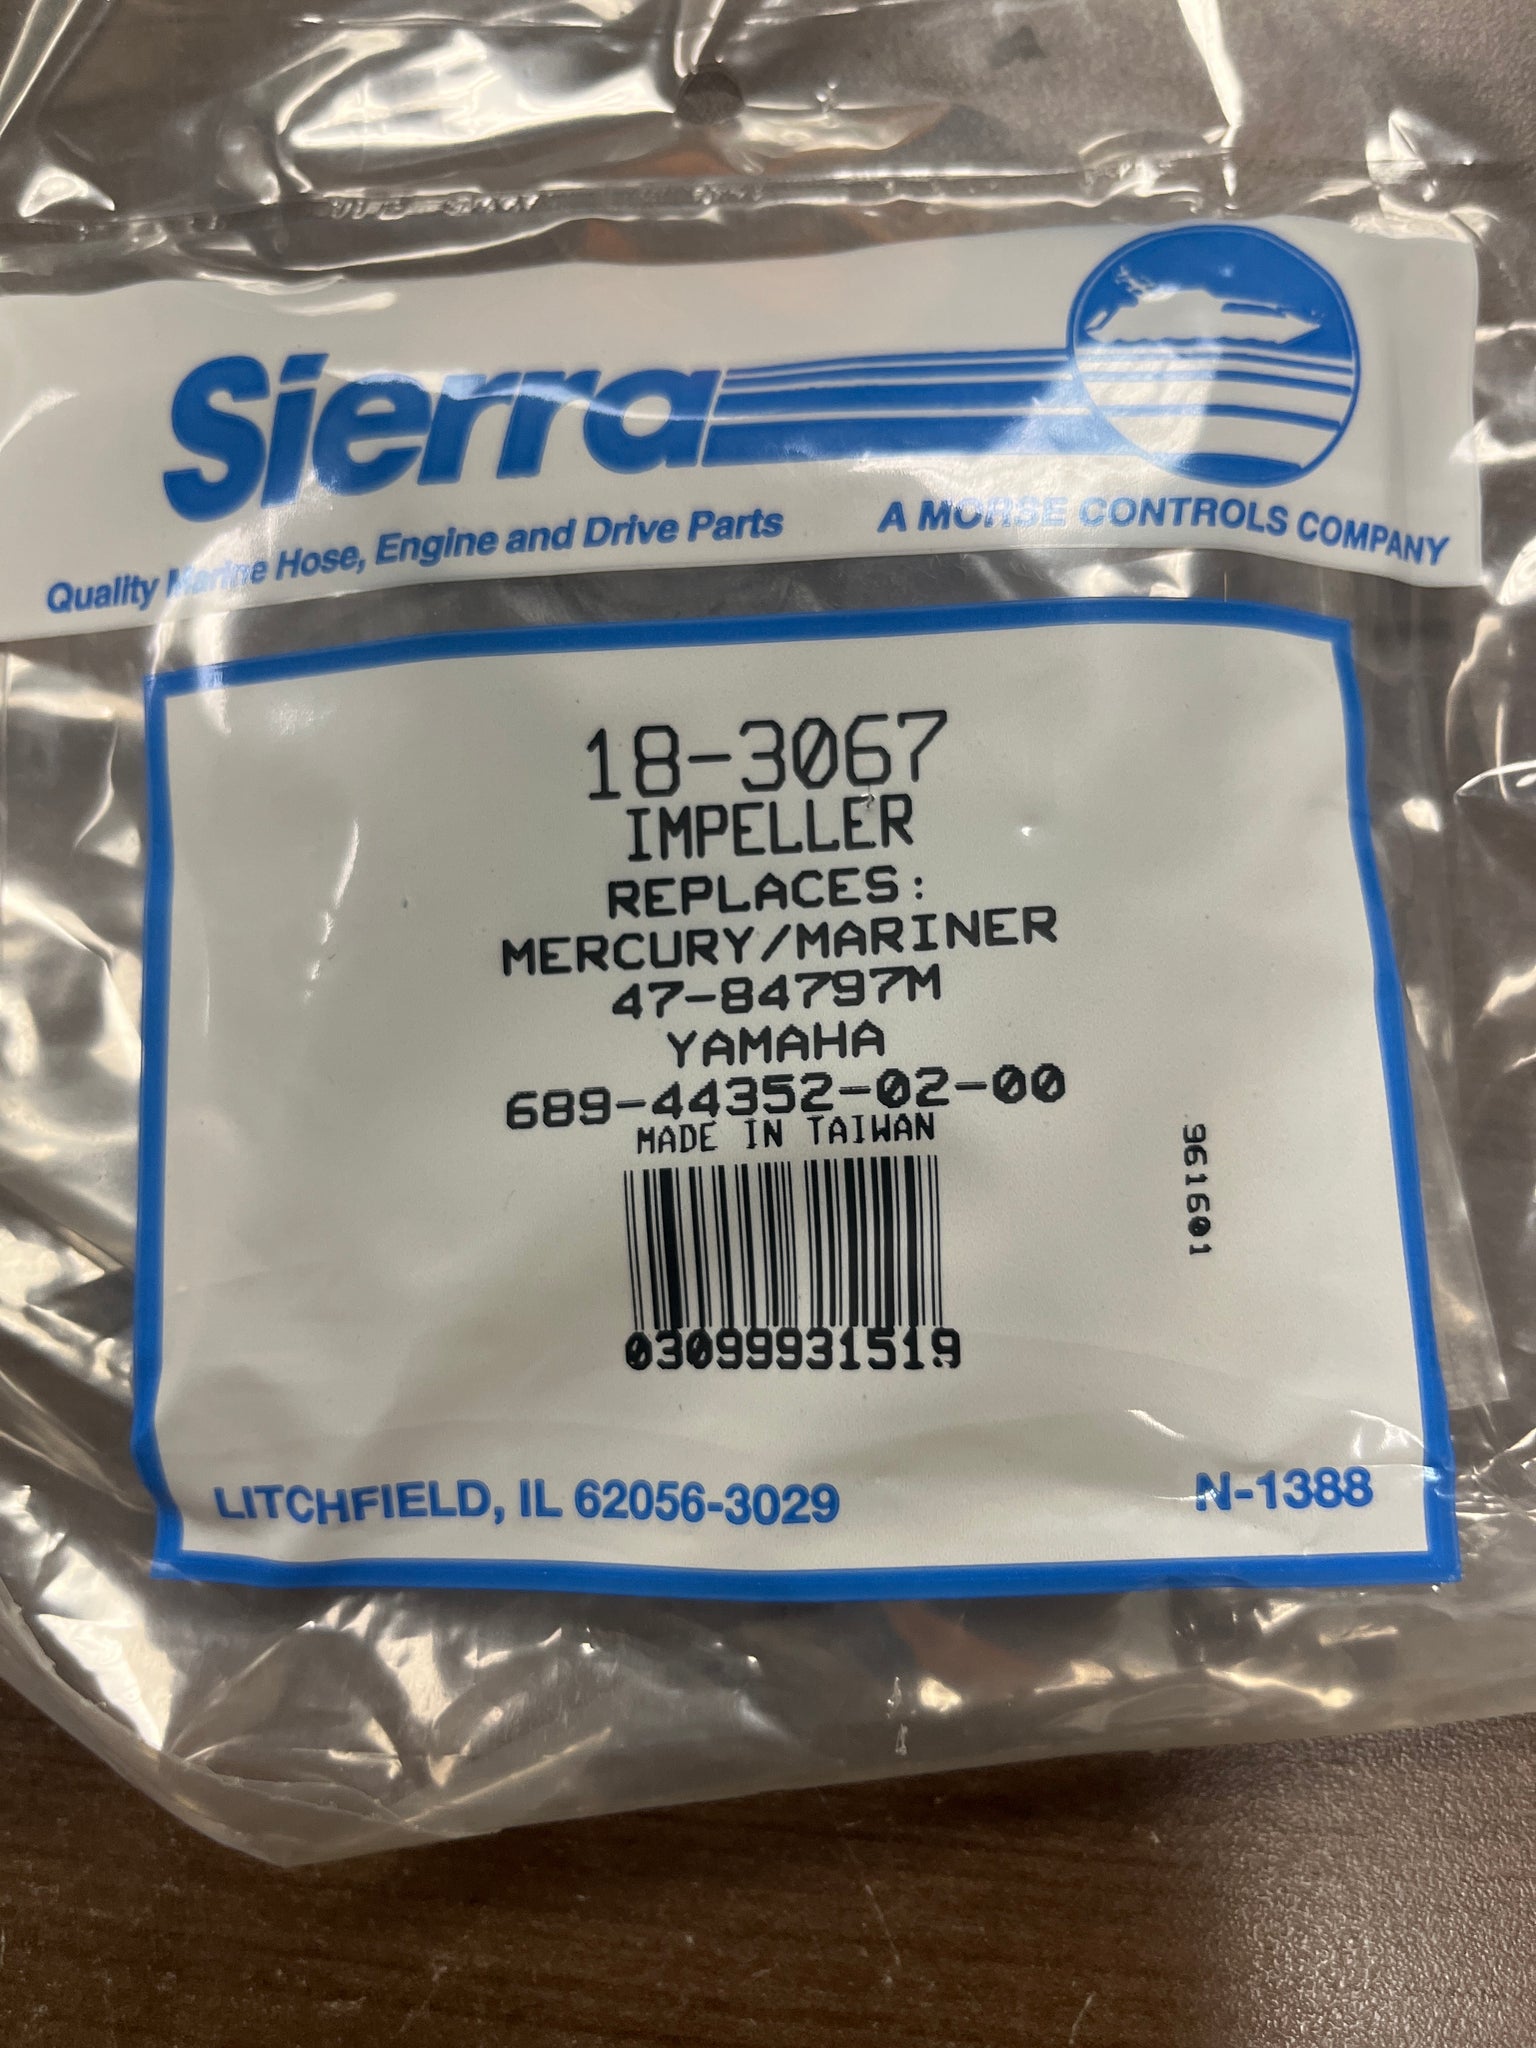 Sierra
Quality Marine Hose, Engine and Drive Parts
A MORSE CONTROLS COMPANY
18-3067
IMPELLER
REPLACES:
MERCURY/MARINER
47-84797M
YAMAHA
689-44352-02-00
MADE IN TAIWAN
961601
03099931519
LITCHFIELD, IL 62056-3029
N-1388